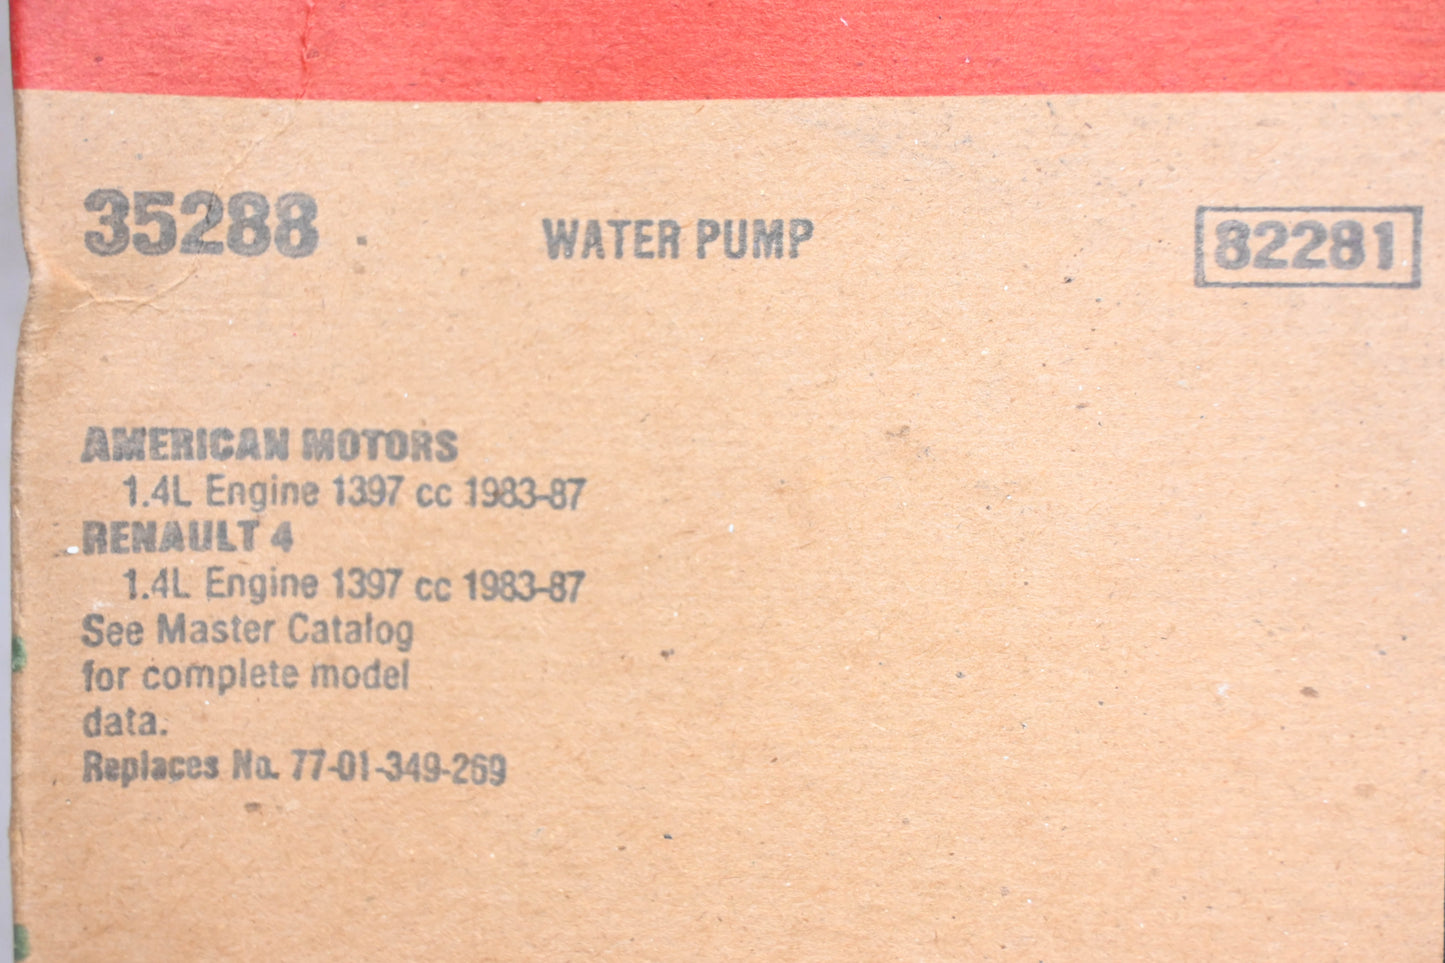 35288 WATER PUMP 82281
AMERICAN MOTORS
1.4L Engine 1397 cc 1983-87
RENAULT 4
1.4L Engine 1397 cc 1983-87
See Master Catalog
for complete model
data.
Replaces No. 77-01-349-269